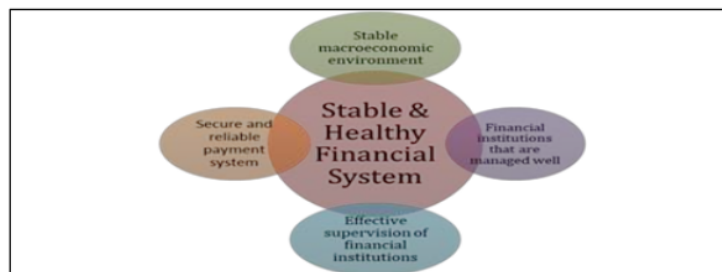 Stable
macroeconomic
environment
Secure and
reliable
payment
system
Stable &
Healthy
Financial
System
Financial
institutions
that are
managed well
Effective
supervision of
financial
institutions